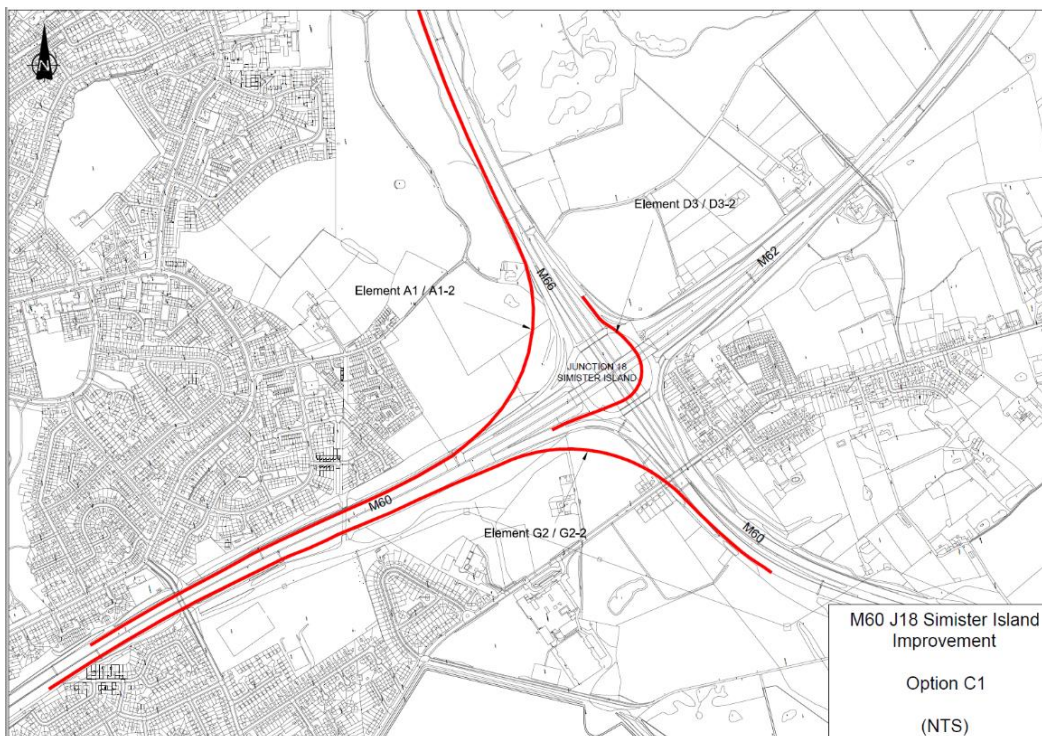 N
Element D3 / D3-2
M62
M66
Element A1 / A1-2
JUNCTION 18
SIMISTER ISLAND
M60
Element G2 / G2-2
M60
M60 J18 Simister Island
Improvement
Option C1
(NTS)